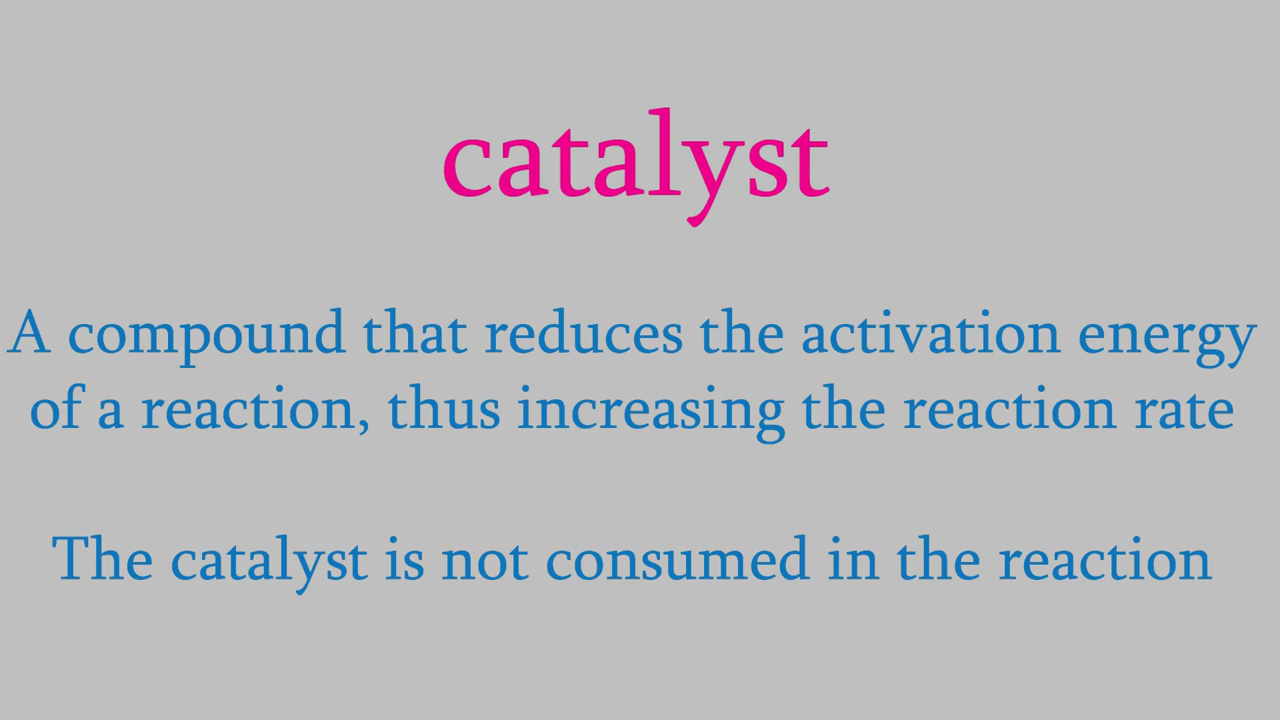 catalyst
A compound that reduces the activation energy
of a reaction, thus increasing the reaction rate
The catalyst is not consumed in the reaction